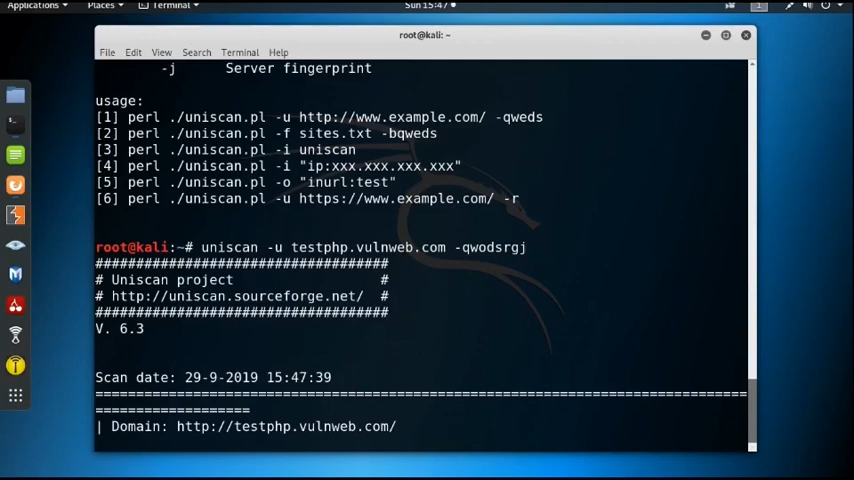 Applications
Places
Terminal
Sun 15:47
1
root@kali: ~
File Edit View Search Terminal Help
-j Server fingerprint
usage:
[1] perl ./uniscan.pl -u http://www.example.com/ -qweds
[2] perl ./uniscan.pl -f sites.txt -bqweds
[3] perl ./uniscan.pl -i uniscan
[4] perl ./uniscan.pl -i "ip:xxx.xxx.xxx.xxx"
[5] perl ./uniscan.pl -o "inurl:test"
[6] perl ./uniscan.pl -u https://www.example.com/ -r
root@kali:~# uniscan -u testphp.vulnweb.com -qwodsrgj
####################################
# Uniscan project #
# http://uniscan.sourceforge.net/ #
####################################
V. 6.3
Scan date: 29-9-2019 15:47:39
================================================================================
===================
| Domain: http://testphp.vulnweb.com/